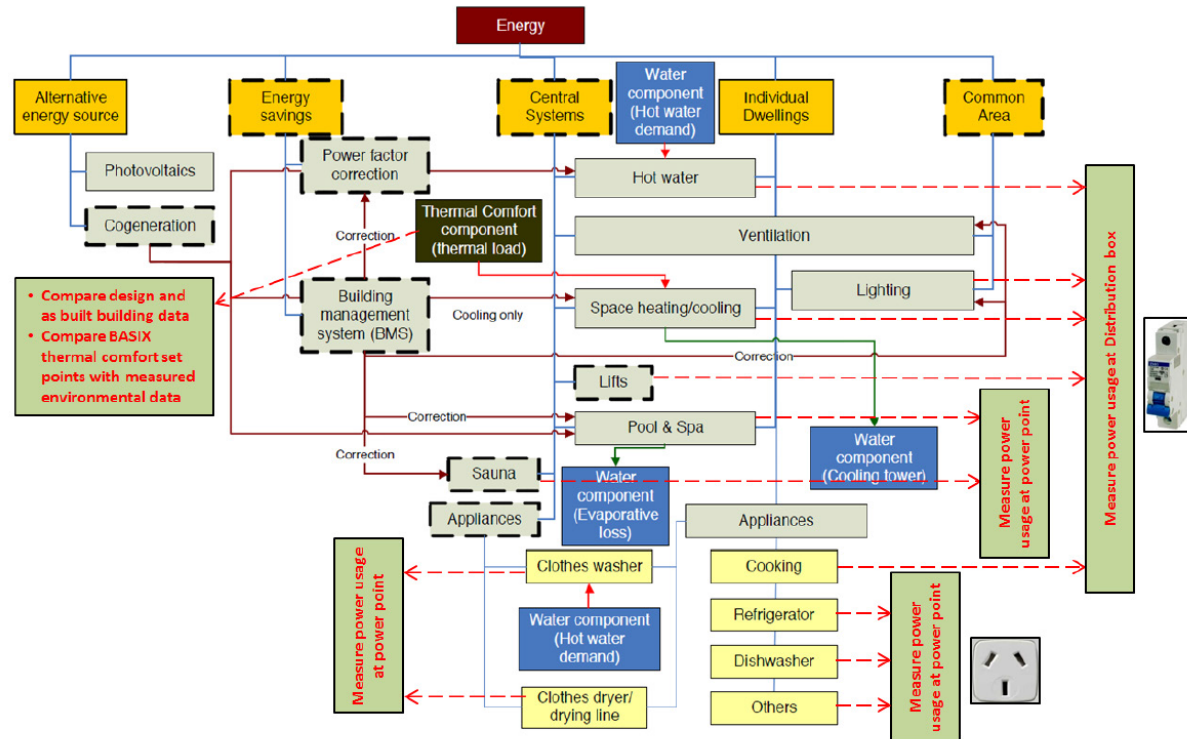 Energy
Alternative
energy source
Energy
savings
Central
Systems
Water
component
(Hot water
demand)
Individual
Dwellings
Common
Area
Photovoltaics
Power factor
correction
Hot water
Cogeneration
Thermal Comfort
component
(thermal load)
Correction
Ventilation
• Compare design and
as built building data
• Compare BASIX
thermal comfort set
points with measured
environmental data
Building
management
system (BMS)
Cooling only
Space heating/cooling
Lighting
Correction
Lifts
Correction
Pool & Spa
Correction
Sauna
Water
component
(Evaporative
loss)
Water
component
(Cooling tower)
Measure power
usage at power point
Measure power usage at Distribution box
Appliances
Appliances
Measure power usage
at power point
Clothes washer
Cooking
Water component
(Hot water
demand)
Refrigerator
Dishwasher
Clothes dryer/
drying line
Others
Measure power
usage at power point